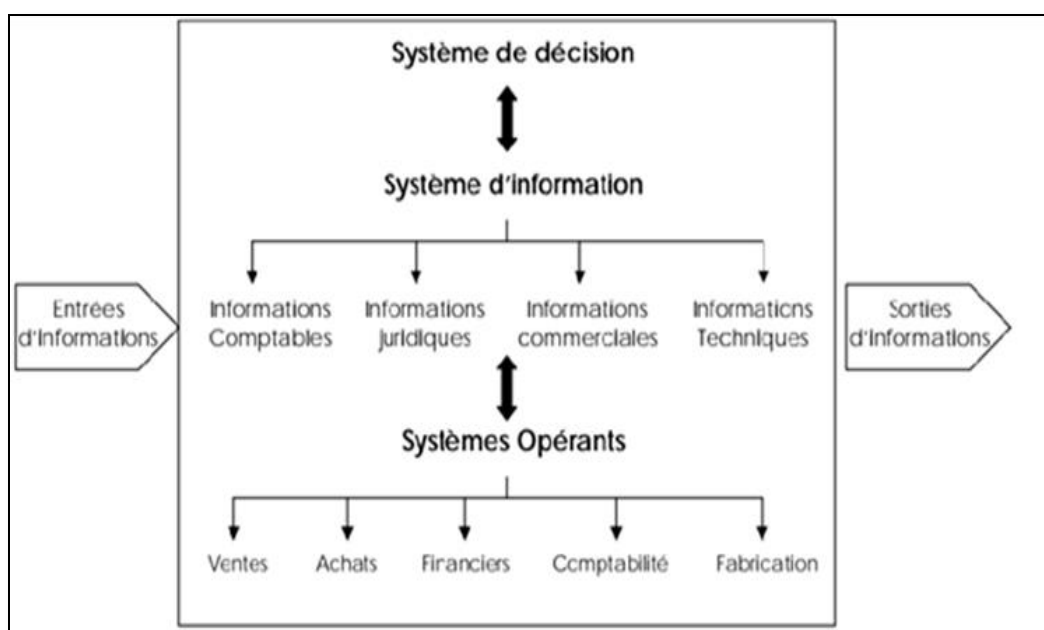 Système de décision
Système d'information
Entrées
d'Informations
Informations
Comptables
Informations
juridiques
Informations
commerciales
Informations
Techniques
Sorties
d'Informations
Systèmes Opérants
Ventes
Achats
Financiers
Comptabilité
Fabrication